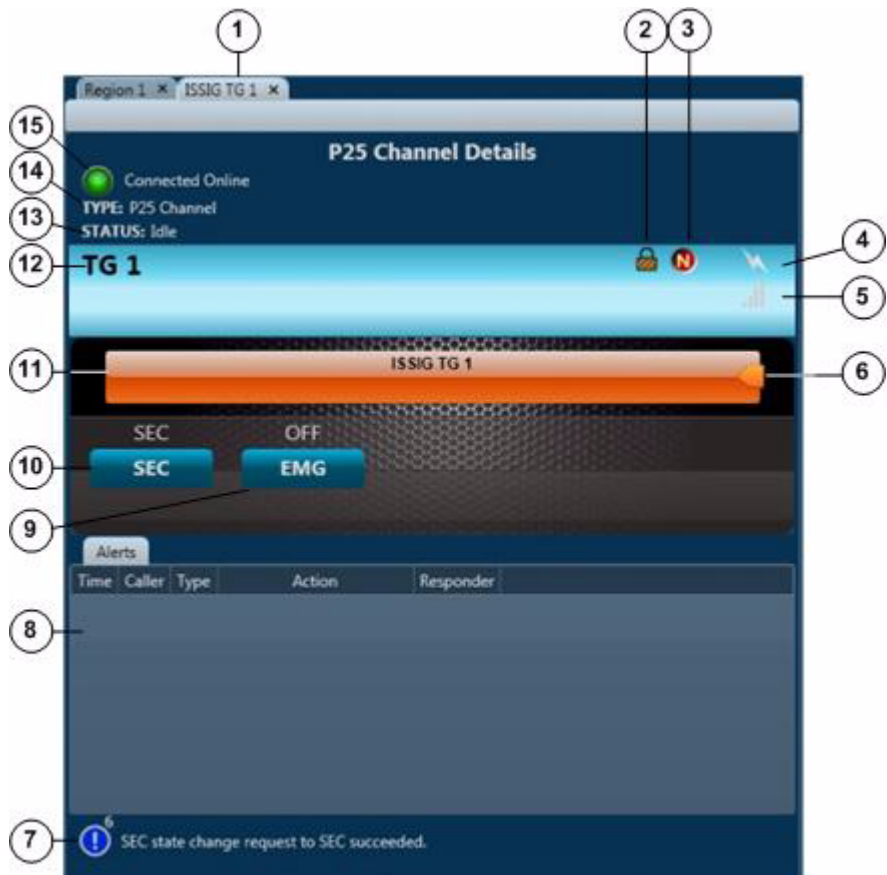 1 2 3
Region 1 × ISSIG TG 1 ×
P25 Channel Details
15
Connected Online
14
TYPE: P25 Channel
13
STATUS: Idle
12 TG 1 N 4
5
11 ISSIG TG 1 6
SEC OFF
10 SEC EMG
9
Alerts
Time Caller Type Action Responder
8
7 ! 6 SEC state change request to SEC succeeded.